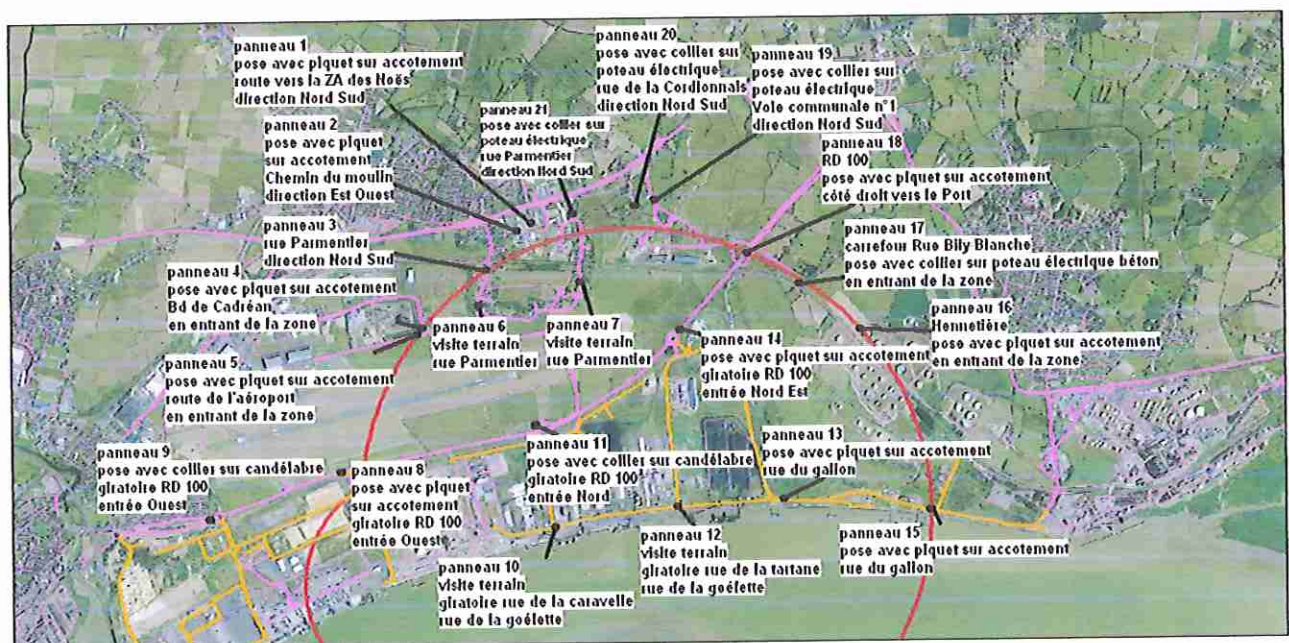 panneau 1
pose avec piquet sur accotement
route vers la ZA des Noës
direction Nord Sud
panneau 2
pose avec piquet
sur accotement
Chemin du moulin
direction Est Ouest
panneau 3
rue Parmentier
direction Nord Sud
panneau 4
pose avec piquet sur accotement
Bd de Cadréan
en entrant de la zone
panneau 5
pose avec piquet sur accotement
route de l'aéroport
en entrant de la zone
panneau 21
pose avec collier sur
poteau électrique
rue Parmentier
direction Nord Sud
panneau 20
pose avec collier sur
poteau électrique
rue de la Cordionnais
direction Nord Sud
panneau 19
pose avec collier sur
poteau électrique
Voie communale n°1
direction Nord Sud
panneau 18
RD 100
pose avec piquet sur accotement
côté droit vers le Port
panneau 17
carrefour Rue Bily Blanche
pose avec collier sur poteau électrique béton
en entrant de la zone
panneau 16
Hennetière
pose avec piquet sur accotement
en entrant de la zone
panneau 6
visite terrain
rue Parmentier
panneau 7
visite terrain
rue Parmentier
panneau 14
pose avec piquet sur accotement
giratoire RD 100
entrée Nord Est
panneau 9
pose avec collier sur candélabre
giratoire RD 100
entrée Ouest
panneau 8
pose avec piquet
sur accotement
giratoire RD 100
entrée Ouest
panneau 11
pose avec collier sur candélabre
giratoire RD 100
entrée Nord
panneau 13
pose avec piquet sur accotement
rue du gallon
panneau 10
visite terrain
giratoire rue de la caravelle
rue de la goélette
panneau 12
visite terrain
giratoire rue de la tartane
rue de la goélette
panneau 15
pose avec piquet sur accotement
rue du gallon